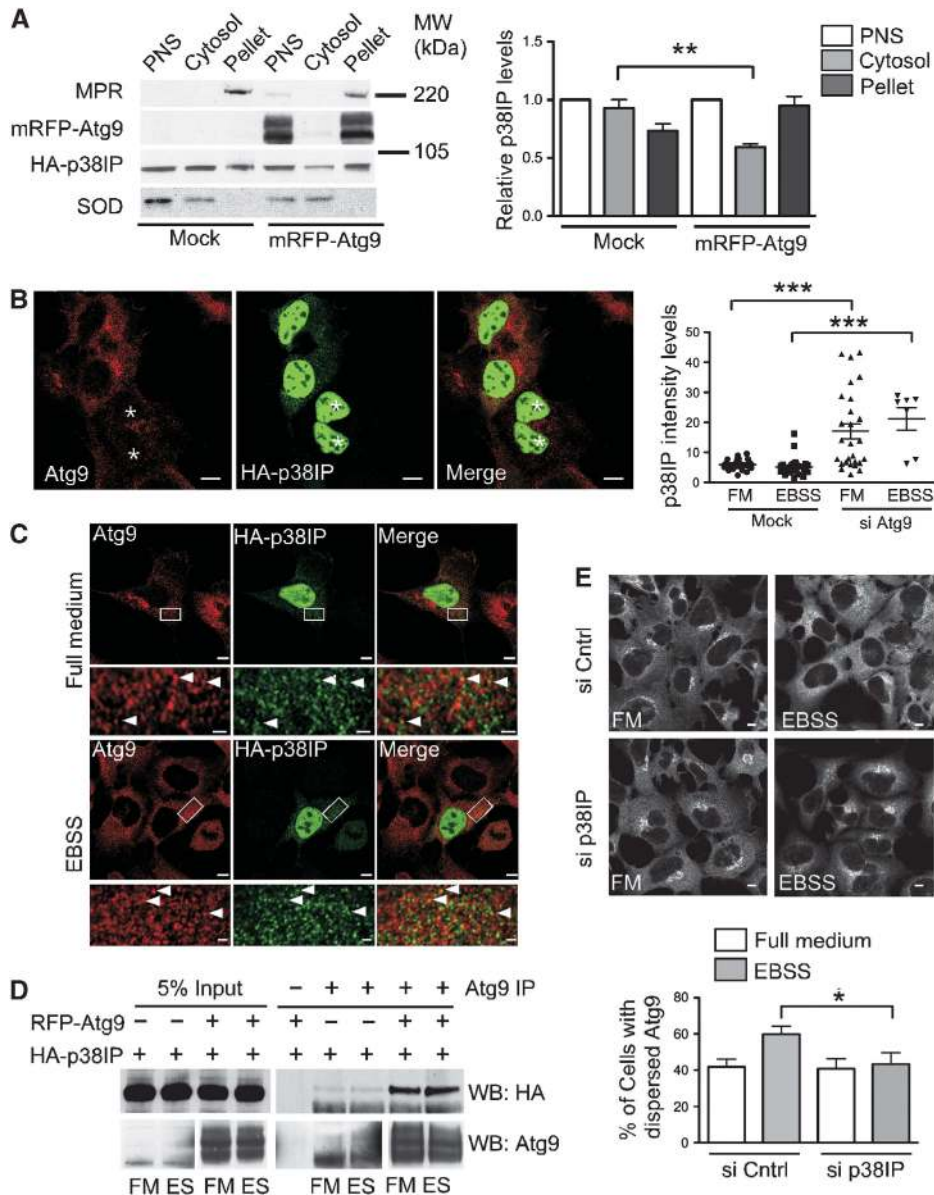 A
PNS Cytosol Pellet PNS Cytosol Pellet
MW
(kDa)
MPR
220
mRFP-Atg9
105
HA-p38IP
SOD
Mock
mRFP-Atg9
Relative p38IP levels
1.5
1.0
0.5
0.0
**
PNS
Cytosol
Pellet
Mock
mRFP-Atg9
B
Atg9
*
*
HA-p38IP
*
*
Merge
*
*
p38IP intensity levels
50
40
30
20
10
0
***
***
FM EBSS FM EBSS
Mock
si Atg9
C
Full medium
Atg9
HA-p38IP
Merge
EBSS
Atg9
HA-p38IP
Merge
D
5% Input
– + + + + Atg9 IP
RFP-Atg9 – – + + + – – + +
HA-p38IP + + + + + + + + +
WB: HA
WB: Atg9
FM ES FM ES FM ES FM ES
E
si Cntrl
FM
EBSS
si p38IP
FM
EBSS
Full medium
EBSS
% of Cells with
dispersed Atg9
80
60
40
20
0
*
si Cntrl
si p38IP